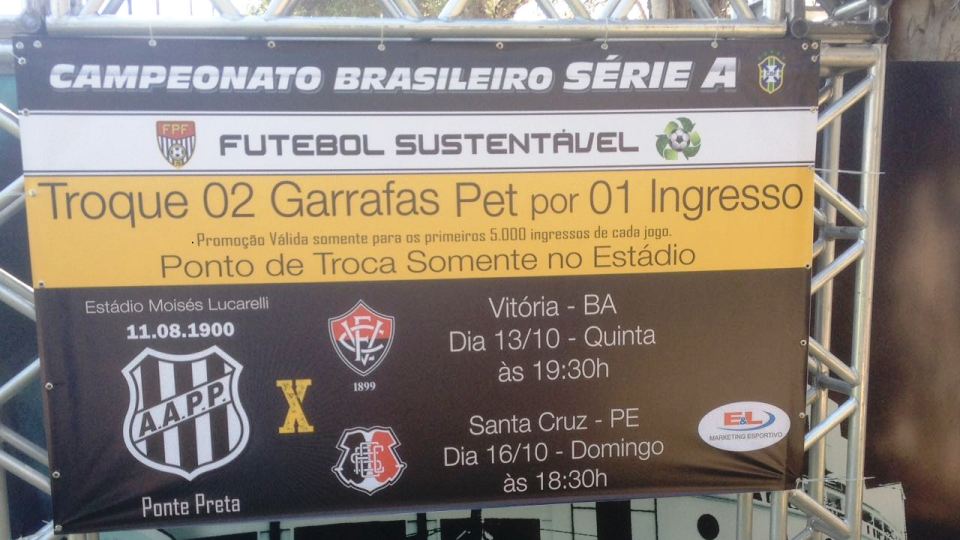 CAMPEONATO BRASILEIRO SÉRIE A
FPF
FUTEBOL SUSTENTÁVEL
Troque 02 Garrafas Pet por 01 Ingresso
.Promoção Válida somente para os primeiros 5.000 ingressos de cada jogo.
Ponto de Troca Somente no Estádio
Estádio Moisés Lucarelli
11.08.1900
A.A.P.P.
Ponte Preta
X
1899
Vitória - BA
Dia 13/10 - Quinta
às 19:30h
Santa Cruz - PE
Dia 16/10 - Domingo
às 18:30h
E&L
MARKETING ESPORTIVO